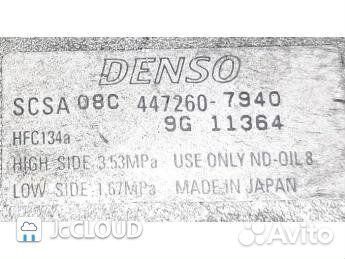 DENSO
SCSA 08C 447260-7940
9G 11364
HFC134a
HIGH SIDE 3.53MPa USE ONLY ND-OIL 8
LOW SIDE 1.67MPa MADE IN JAPAN
JCCLOUD
Avito